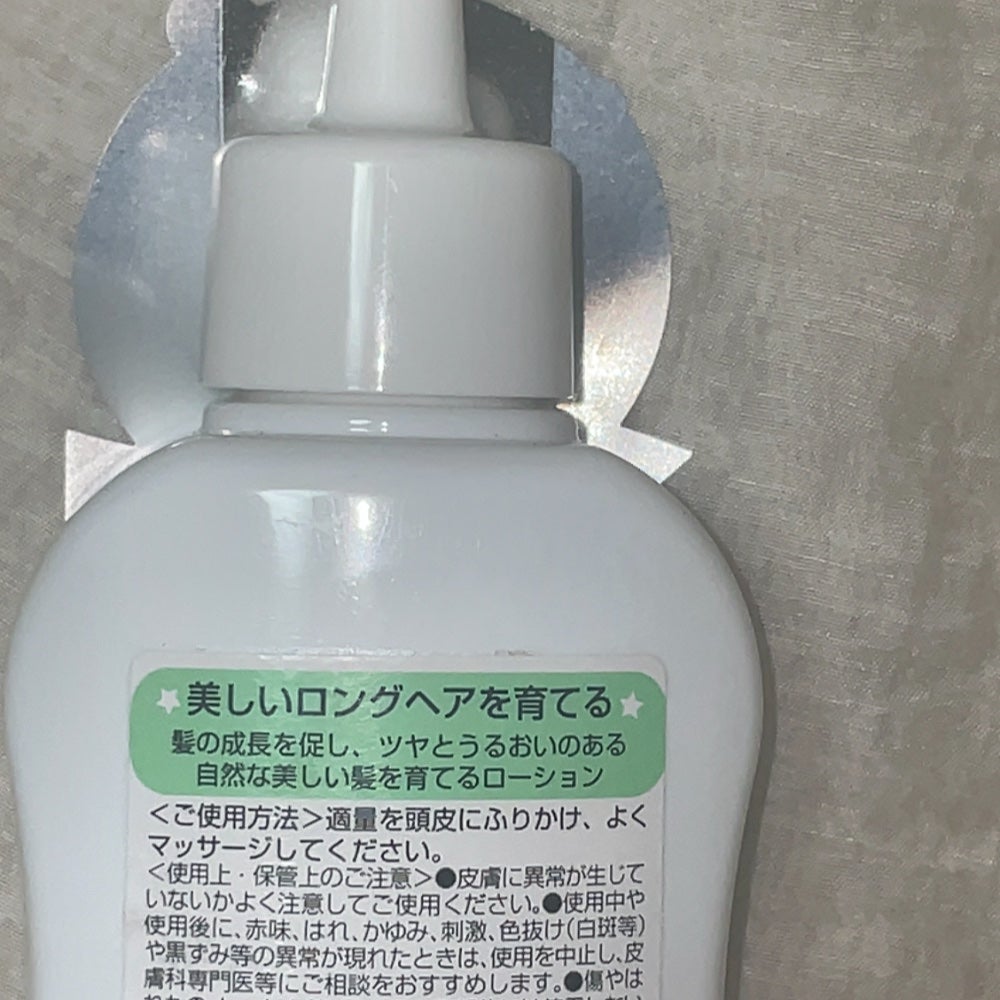 美しいロングヘアを育てる
髪の成長を促し、ツヤとうるおいのある
自然な美しい髪を育てるローション
＜ご使用方法＞適量を頭皮にふりかけ、よく
マッサージしてください。
＜使用上・保管上のご注意＞●皮膚に異常が生じて
いないかよく注意してご使用ください。●使用中や
使用後に、赤味、はれ、かゆみ、刺激、色抜け(白斑等)
や黒ずみ等の異常が現れたときは、使用を中止し、皮
膚科専門医等にご相談をおすすめします。●傷やは